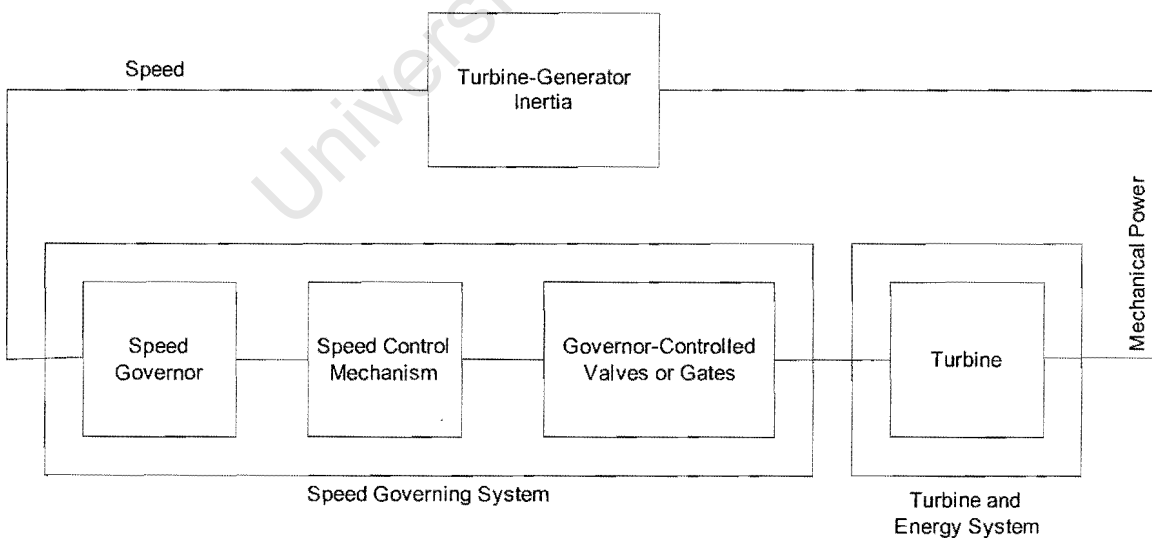 Universi
Speed
Turbine-Generator
Inertia
Mechanical Power
Speed
Governor
Speed Control
Mechanism
Governor-Controlled
Valves or Gates
Turbine
Speed Governing System
Turbine and
Energy System